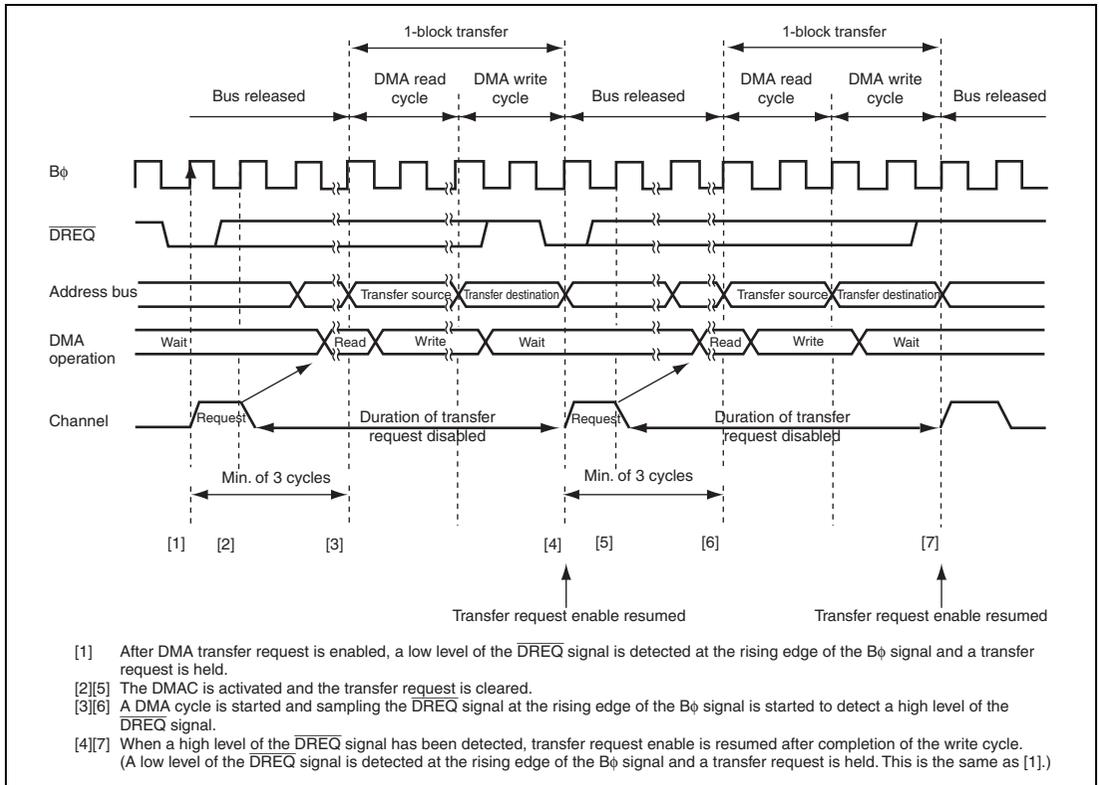 1-block transfer 1-block transfer
DMA read DMA write DMA read DMA write
Bus released cycle cycle Bus released cycle cycle Bus released
Bϕ
DREQ
Address bus Transfer source Transfer destination Transfer source Transfer destination
DMA operation Wait Read Write Wait Read Write Wait
Channel Request Duration of transfer request disabled Request Duration of transfer request disabled
Min. of 3 cycles Min. of 3 cycles
[1] [2] [3] [4] [5] [6] [7]
Transfer request enable resumed Transfer request enable resumed
[1] After DMA transfer request is enabled, a low level of the DREQ signal is detected at the rising edge of the Bϕ signal and a transfer
request is held.
[2][5] The DMAC is activated and the transfer request is cleared.
[3][6] A DMA cycle is started and sampling the DREQ signal at the rising edge of the Bϕ signal is started to detect a high level of the
DREQ signal.
[4][7] When a high level of the DREQ signal has been detected, transfer request enable is resumed after completion of the write cycle.
(A low level of the DREQ signal is detected at the rising edge of the Bϕ signal and a transfer request is held. This is the same as [1].)